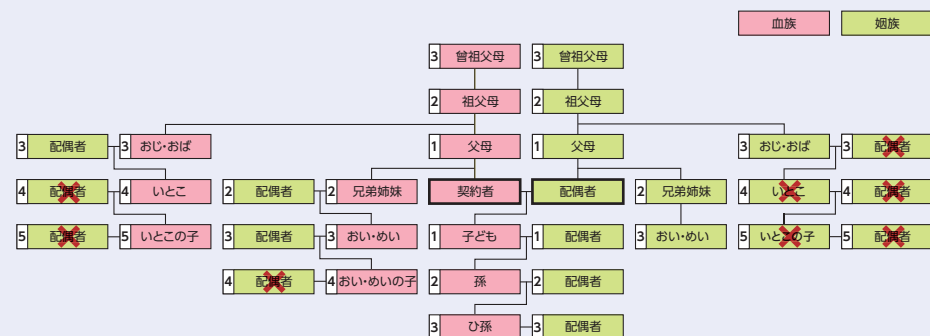 血族 姻族
3 曾祖父母 3 曾祖父母
2 祖父母 2 祖父母
3 配偶者 3 おじ・おば 1 父母 1 父母 3 おじ・おば 3 配偶者
4 配偶者 4 いとこ 2 配偶者 2 兄弟姉妹 契約者 配偶者 2 兄弟姉妹 4 いとこ 4 配偶者
5 配偶者 5 いとこの子 3 配偶者 3 おい・めい 1 子ども 1 配偶者 3 おい・めい 5 いとこの子 5 配偶者
4 配偶者 4 おい・めいの子 2 孫 2 配偶者
3 ひ孫 3 配偶者